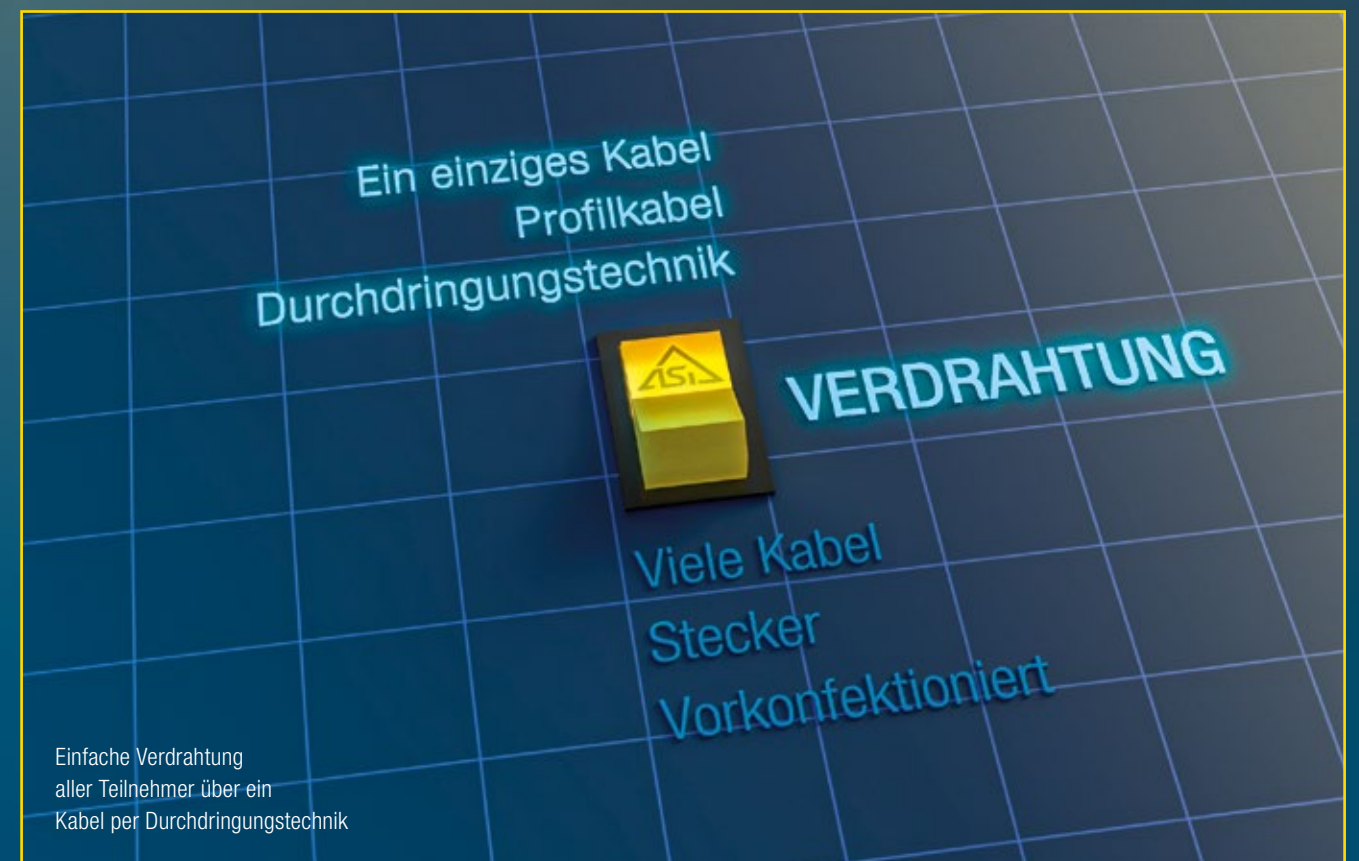 Ein einziges Kabel
Profilkabel
Durchdringungstechnik
ASi
VERDRAHTUNG
Viele Kabel
Stecker
Vorkonfektioniert
Einfache Verdrahtung
aller Teilnehmer über ein
Kabel per Durchdringungstechnik